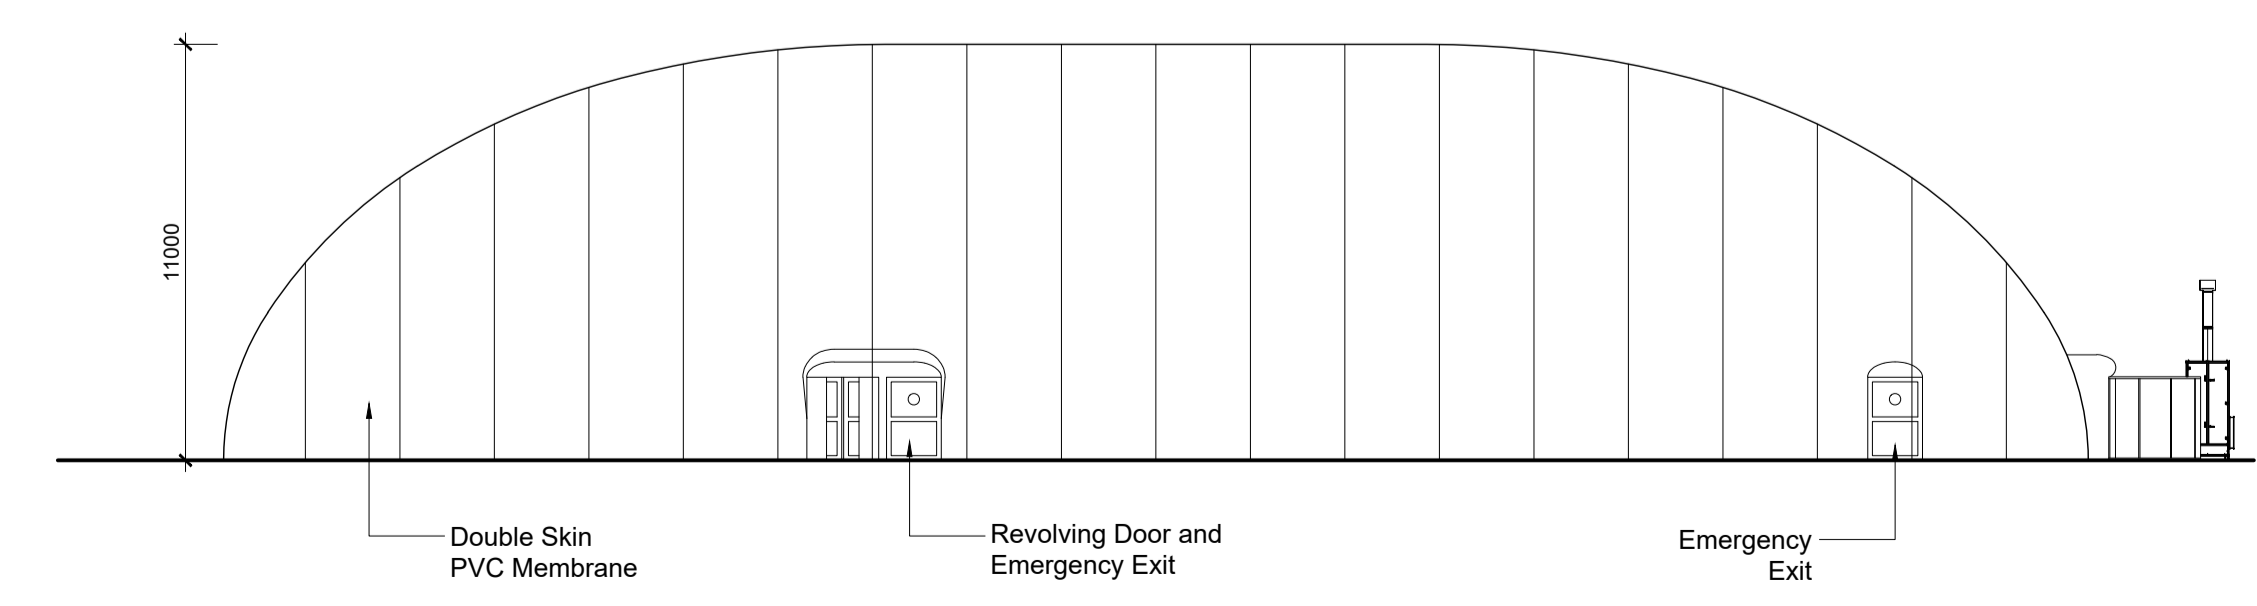 11000
Double Skin
PVC Membrane
Revolving Door and
Emergency Exit
Emergency
Exit